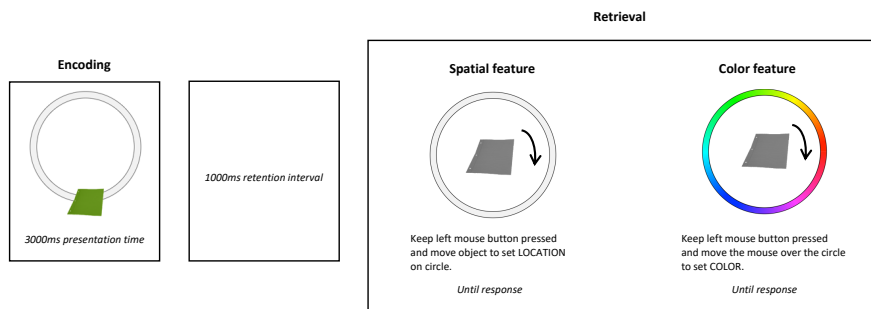 Retrieval
Encoding
Spatial feature
Color feature
1000ms retention interval
3000ms presentation time
Keep left mouse button pressed
and move object to set LOCATION
on circle.
Until response
Keep left mouse button pressed
and move the mouse over the circle
to set COLOR.
Until response